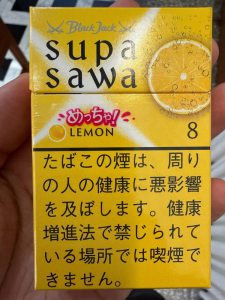 Black Jack
supa
sawa
めっちゃ!
LEMON
8
たばこの煙は、周り
の人の健康に悪影響
を及ぼします。健康
増進法で禁じられて
いる場所では喫煙で
きません。